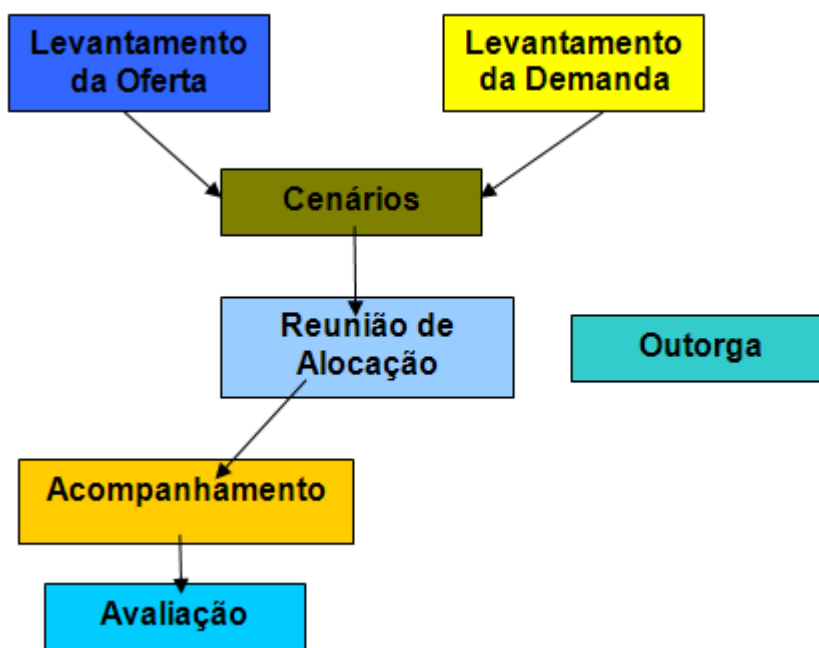 Levantamento
da Oferta
Levantamento
da Demanda
Cenários
Reunião de
Alocação
Outorga
Acompanhamento
Avaliação